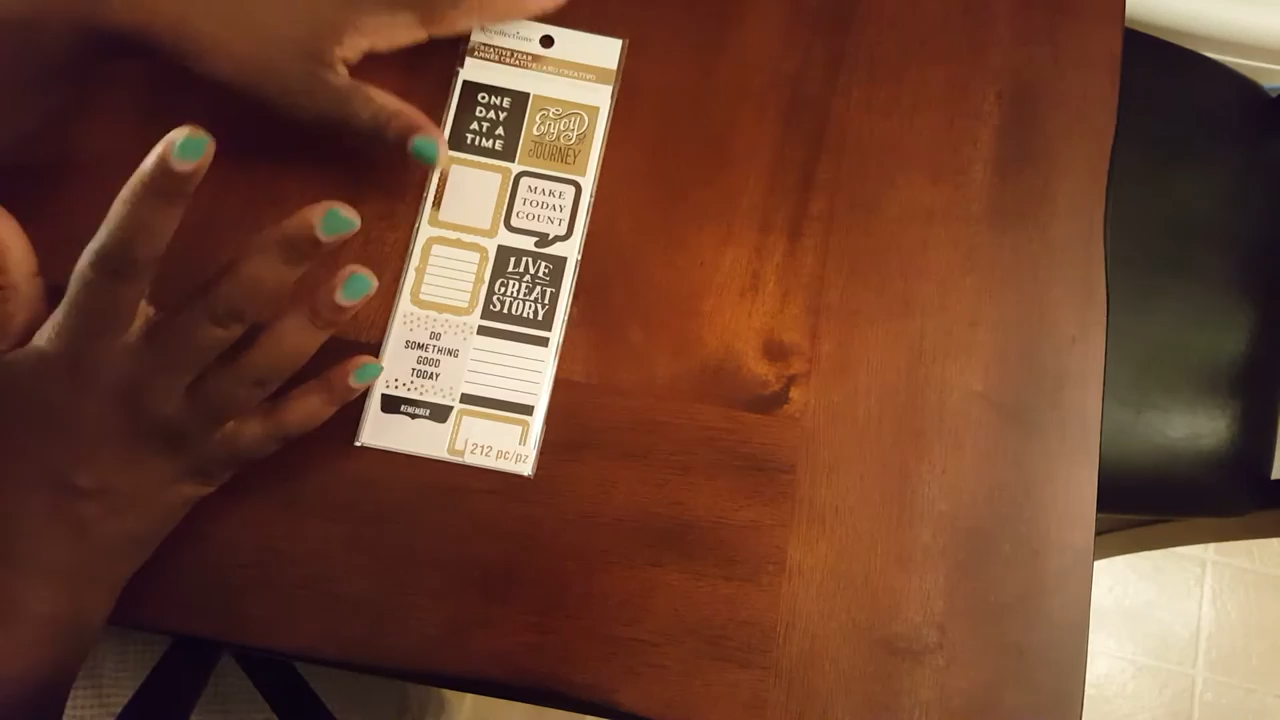 Recollections
CREATIVE YEAR
ANNÉE CRÉATIVE | AÑO CREATIVO
ONE
DAY
AT A
TIME
Enjoy
the
JOURNEY
MAKE
TODAY
COUNT
LIVE
A
GREAT
STORY
DO
SOMETHING
GOOD
TODAY
REMEMBER
212 pc/pz